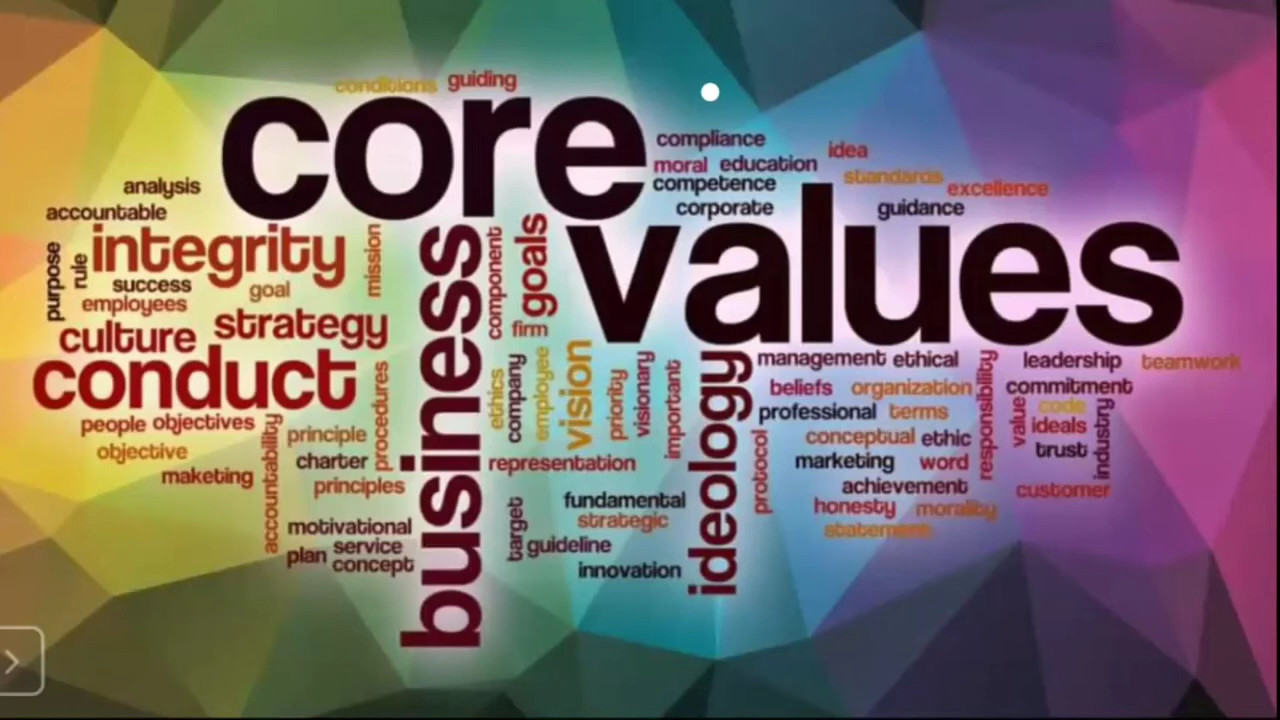 conditions guiding
core
compliance
moral education idea
competence standards excellence
corporate guidance
values
analysis
accountable
purpose
rule
integrity
mission
success goal
employees
culture strategy
conduct
people objectives
objective
maketing
accountability
principle
procedures
charter
principles
motivational
plan service
concept
business
component
goals
firm
ethics
company
employee
vision
priority
visionary
important
representation
target
fundamental
strategic
guideline
innovation
ideology
protocol
management ethical
beliefs organization
professional terms
conceptual ethic
marketing word
achievement
honesty morality
statement
responsibility
leadership teamwork
commitment
value
code
ideals
industry
trust
customer